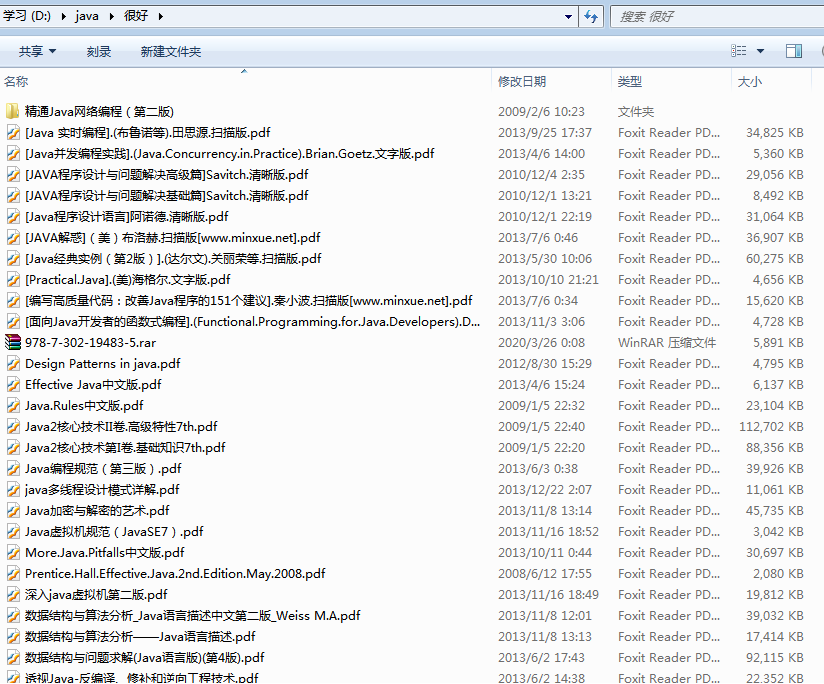 学习 (D:) ▸ java ▸ 很好 ▸ 搜索 很好
共享 刻录 新建文件夹
名称 修改日期 类型 大小
精通Java网络编程（第二版) 2009/2/6 10:23 文件夹
[Java 实时编程].(布鲁诺等).田思源.扫描版.pdf 2013/9/25 17:37 Foxit Reader PD... 34,825 KB
[Java并发编程实践].(Java.Concurrency.in.Practice).Brian.Goetz.文字版.pdf 2013/4/6 14:00 Foxit Reader PD... 5,360 KB
[JAVA程序设计与问题解决高级篇]Savitch.清晰版.pdf 2010/12/4 2:35 Foxit Reader PD... 29,056 KB
[JAVA程序设计与问题解决基础篇]Savitch.清晰版.pdf 2010/12/1 13:21 Foxit Reader PD... 8,492 KB
[Java程序设计语言]阿诺德.清晰版.pdf 2010/12/1 22:19 Foxit Reader PD... 31,064 KB
[JAVA解惑]（美）布洛赫.扫描版[www.minxue.net].pdf 2013/7/6 0:46 Foxit Reader PD... 36,907 KB
[Java经典实例（第2版）].(达尔文).关丽荣等.扫描版.pdf 2013/5/30 10:06 Foxit Reader PD... 60,275 KB
[Practical.Java].(美)海格尔.文字版.pdf 2013/10/10 21:21 Foxit Reader PD... 4,656 KB
[编写高质量代码：改善Java程序的151个建议].秦小波.扫描版[www.minxue.net].pdf 2013/7/6 0:34 Foxit Reader PD... 15,620 KB
[面向Java开发者的函数式编程].(Functional.Programming.for.Java.Developers).D... 2013/11/3 3:06 Foxit Reader PD... 4,728 KB
978-7-302-19483-5.rar 2020/3/26 0:08 WinRAR 压缩文件 5,891 KB
Design Patterns in java.pdf 2012/8/30 15:29 Foxit Reader PD... 4,795 KB
Effective Java中文版.pdf 2013/4/6 15:24 Foxit Reader PD... 6,137 KB
Java.Rules中文版.pdf 2009/1/5 22:32 Foxit Reader PD... 23,104 KB
Java2核心技术II卷.高级特性7th.pdf 2009/1/5 22:40 Foxit Reader PD... 112,702 KB
Java2核心技术第I卷.基础知识7th.pdf 2009/1/5 22:20 Foxit Reader PD... 88,356 KB
Java编程规范（第三版）.pdf 2013/6/3 0:38 Foxit Reader PD... 39,926 KB
java多线程设计模式详解.pdf 2013/12/22 2:07 Foxit Reader PD... 11,061 KB
Java加密与解密的艺术.pdf 2013/11/8 13:14 Foxit Reader PD... 45,735 KB
Java虚拟机规范（JavaSE7）.pdf 2013/11/16 18:52 Foxit Reader PD... 3,042 KB
More.Java.Pitfalls中文版.pdf 2013/10/11 0:44 Foxit Reader PD... 30,697 KB
Prentice.Hall.Effective.Java.2nd.Edition.May.2008.pdf 2008/6/12 17:55 Foxit Reader PD... 2,080 KB
深入java虚拟机第二版.pdf 2013/11/16 18:49 Foxit Reader PD... 19,812 KB
数据结构与算法分析_Java语言描述中文第二版_Weiss M.A.pdf 2013/11/8 12:01 Foxit Reader PD... 39,032 KB
数据结构与算法分析——Java语言描述.pdf 2013/11/8 13:13 Foxit Reader PD... 17,414 KB
数据结构与问题求解(Java语言版)(第4版).pdf 2013/6/2 17:43 Foxit Reader PD... 92,115 KB
透视Java-反编译、修补和逆向工程技术.pdf 2013/6/2 14:38 Foxit Reader PD... 22,352 KB